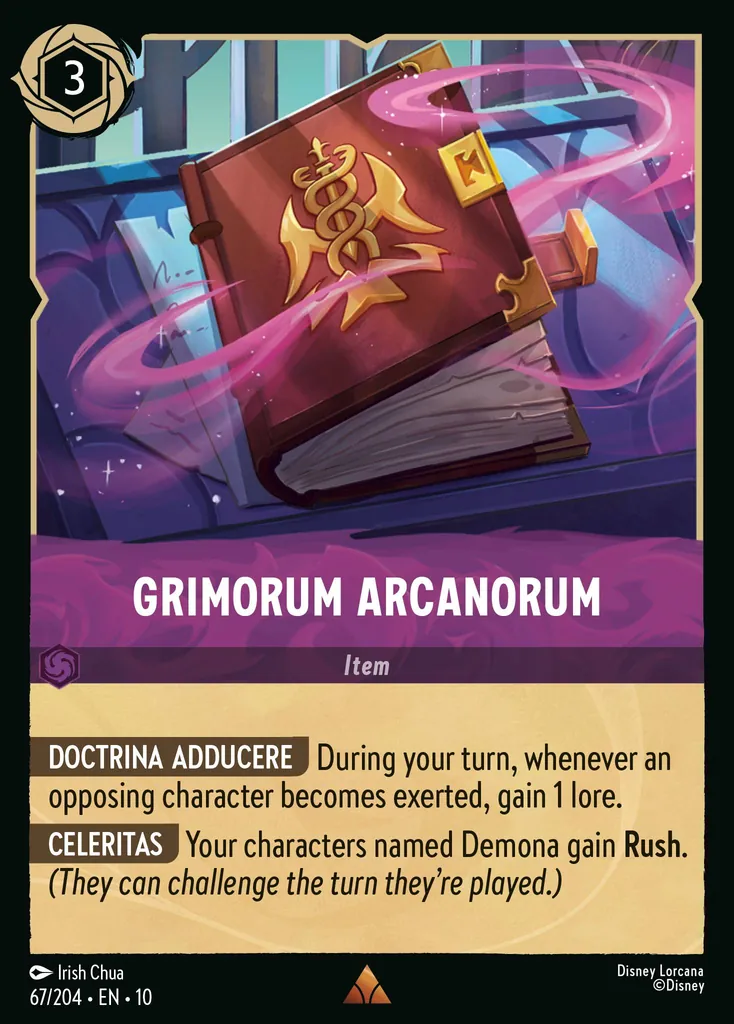 3
GRIMORUM ARCANORUM
Item
DOCTRINA ADDUCERE During your turn, whenever an
opposing character becomes exerted, gain 1 lore.
CELERITAS Your characters named Demona gain Rush.
(They can challenge the turn they're played.)
Irish Chua
67/204 • EN • 10
Disney Lorcana
©Disney